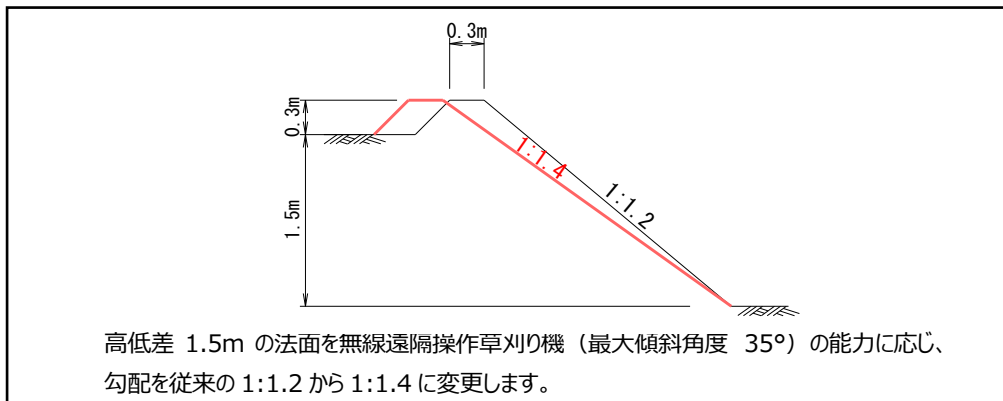 0.3m
0.3m
1:1.4
1:1.2
1.5m
高低差 1.5m の法面を無線遠隔操作草刈り機（最大傾斜角度 35°）の能力に応じ、
勾配を従来の 1:1.2 から 1:1.4 に変更します。